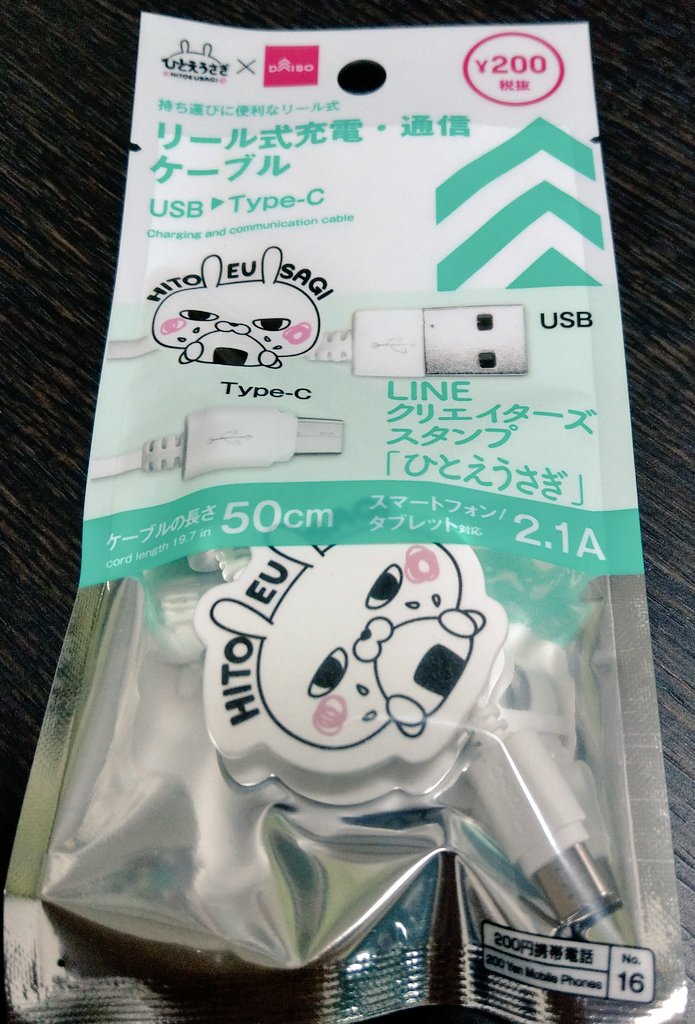 ひとえうさぎ
HITOEUSAGI
×
DAISO
¥200
税抜
持ち運びに便利なリール式
リール式充電・通信
ケーブル
USB▶Type-C
Charging and communication cable
HITO EU SAGI
USB
Type-C
LINE
クリエイターズ
スタンプ
「ひとえうさぎ」
ケーブルの長さ 50cm
cord length 19.7 in
スマートフォン/
タブレット対応 2.1A
HITO EU
200円携帯電話
200 Yen Mobile Phones
No.
16